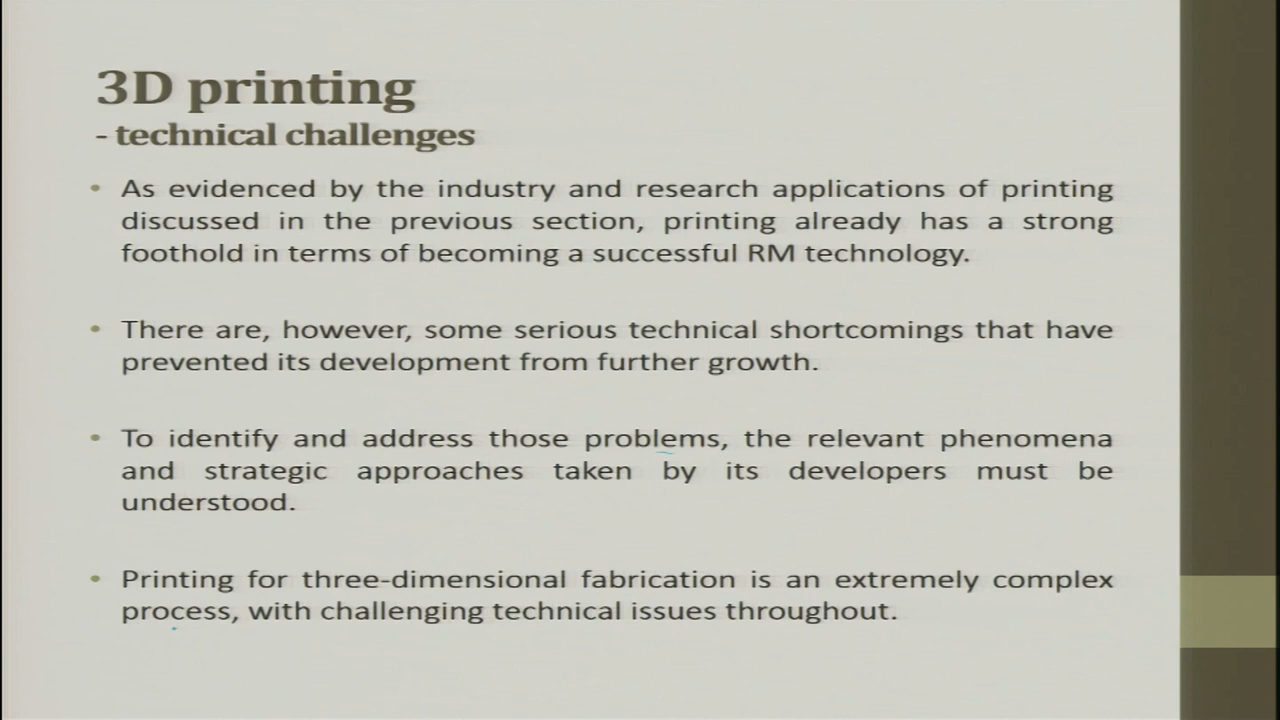 3D printing
- technical challenges
• As evidenced by the industry and research applications of printing
discussed in the previous section, printing already has a strong
foothold in terms of becoming a successful RM technology.
• There are, however, some serious technical shortcomings that have
prevented its development from further growth.
• To identify and address those problems, the relevant phenomena
and strategic approaches taken by its developers must be
understood.
• Printing for three-dimensional fabrication is an extremely complex
process, with challenging technical issues throughout.